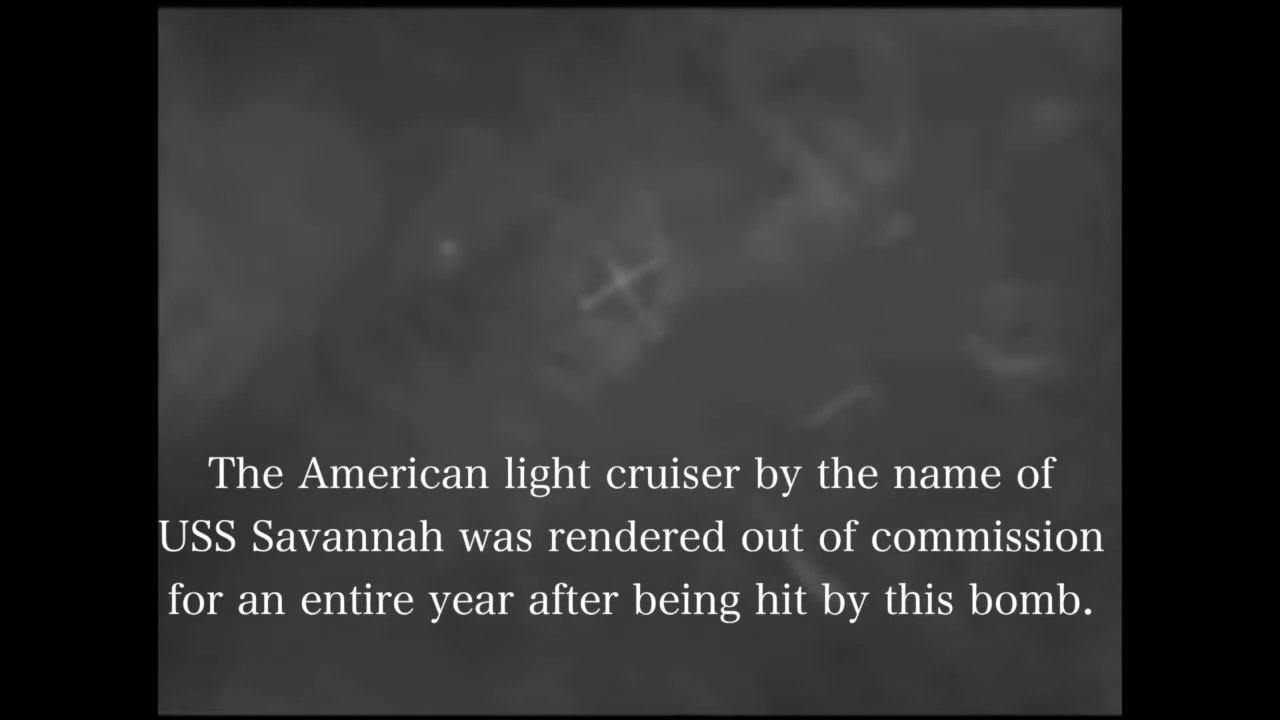 The American light cruiser by the name of
USS Savannah was rendered out of commission
for an entire year after being hit by this bomb.